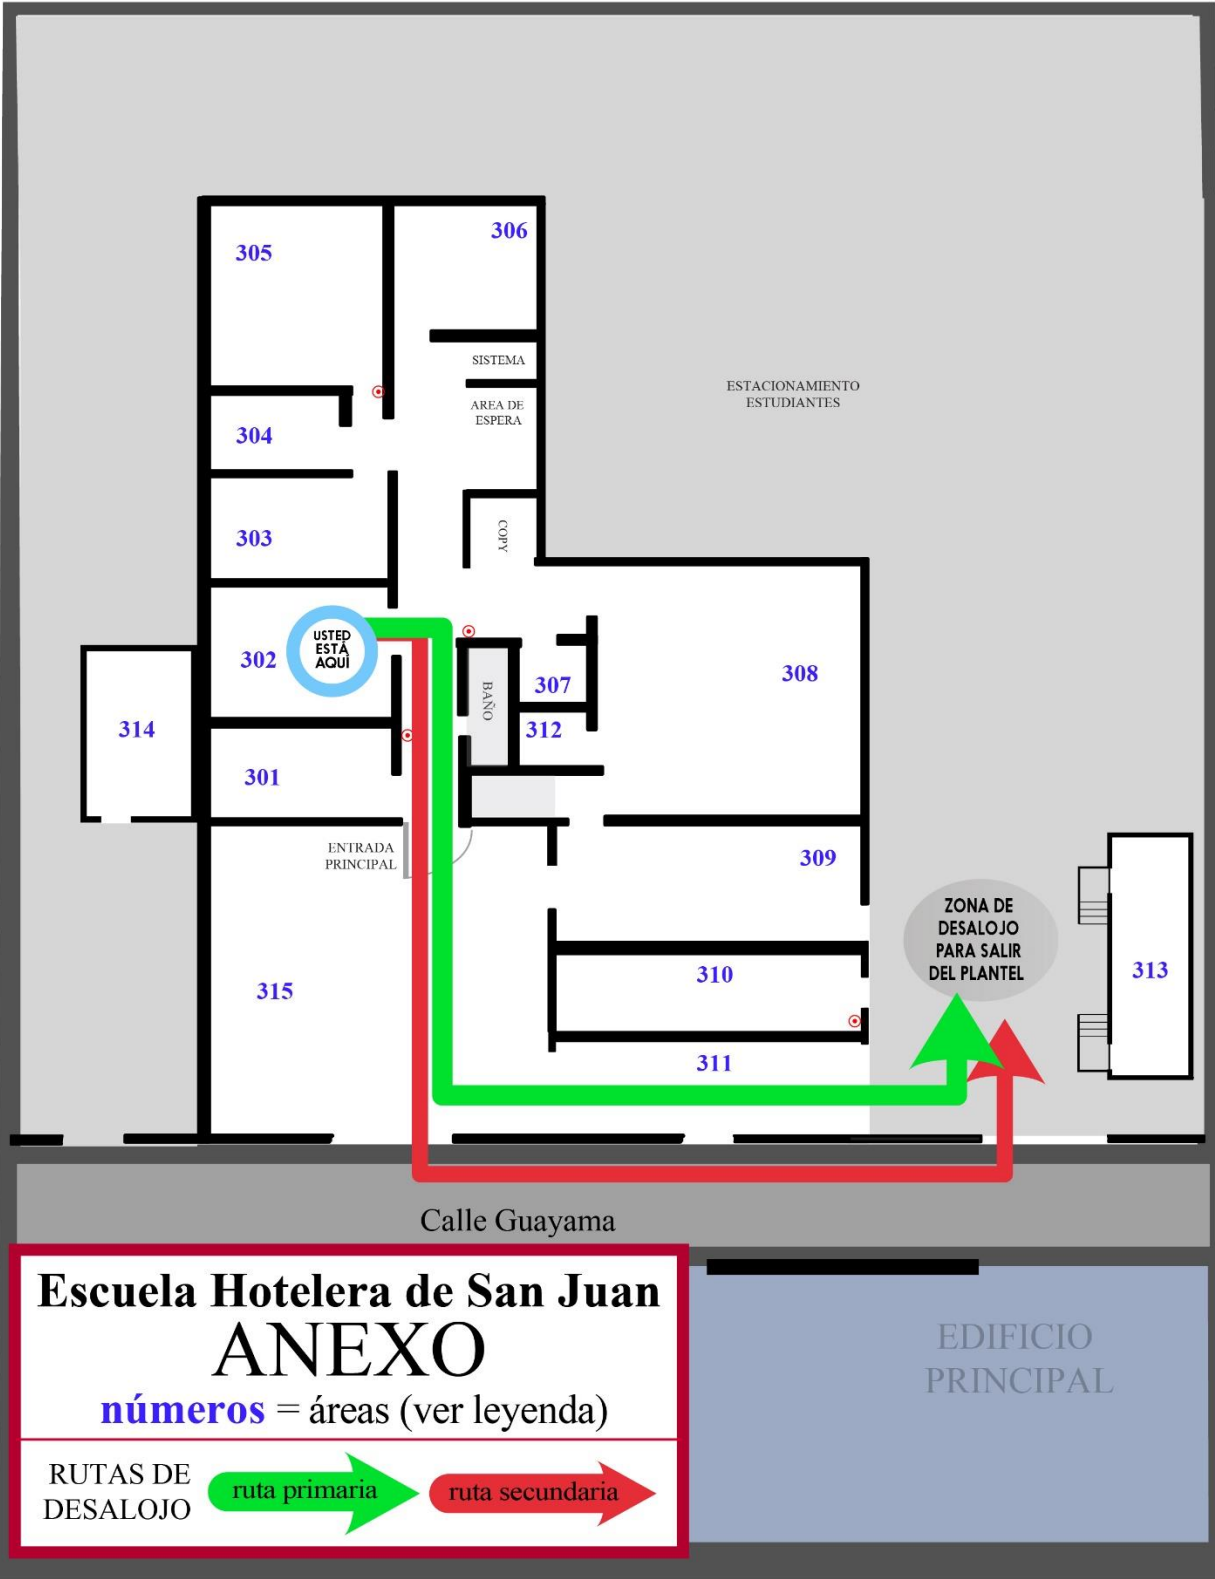 305
306
SISTEMA
AREA DE
ESPERA
ESTACIONAMIENTO
ESTUDIANTES
304
303
COPY
USTED
ESTÁ
AQUÍ
302
BAÑO
307
308
314
312
301
ENTRADA
PRINCIPAL
309
ZONA DE
DESALOJO
PARA SALIR
DEL PLANTEL
315
310
313
311
Calle Guayama
Escuela Hotelera de San Juan
ANEXO
números = áreas (ver leyenda)
RUTAS DE
DESALOJO
ruta primaria
ruta secundaria
EDIFICIO
PRINCIPAL